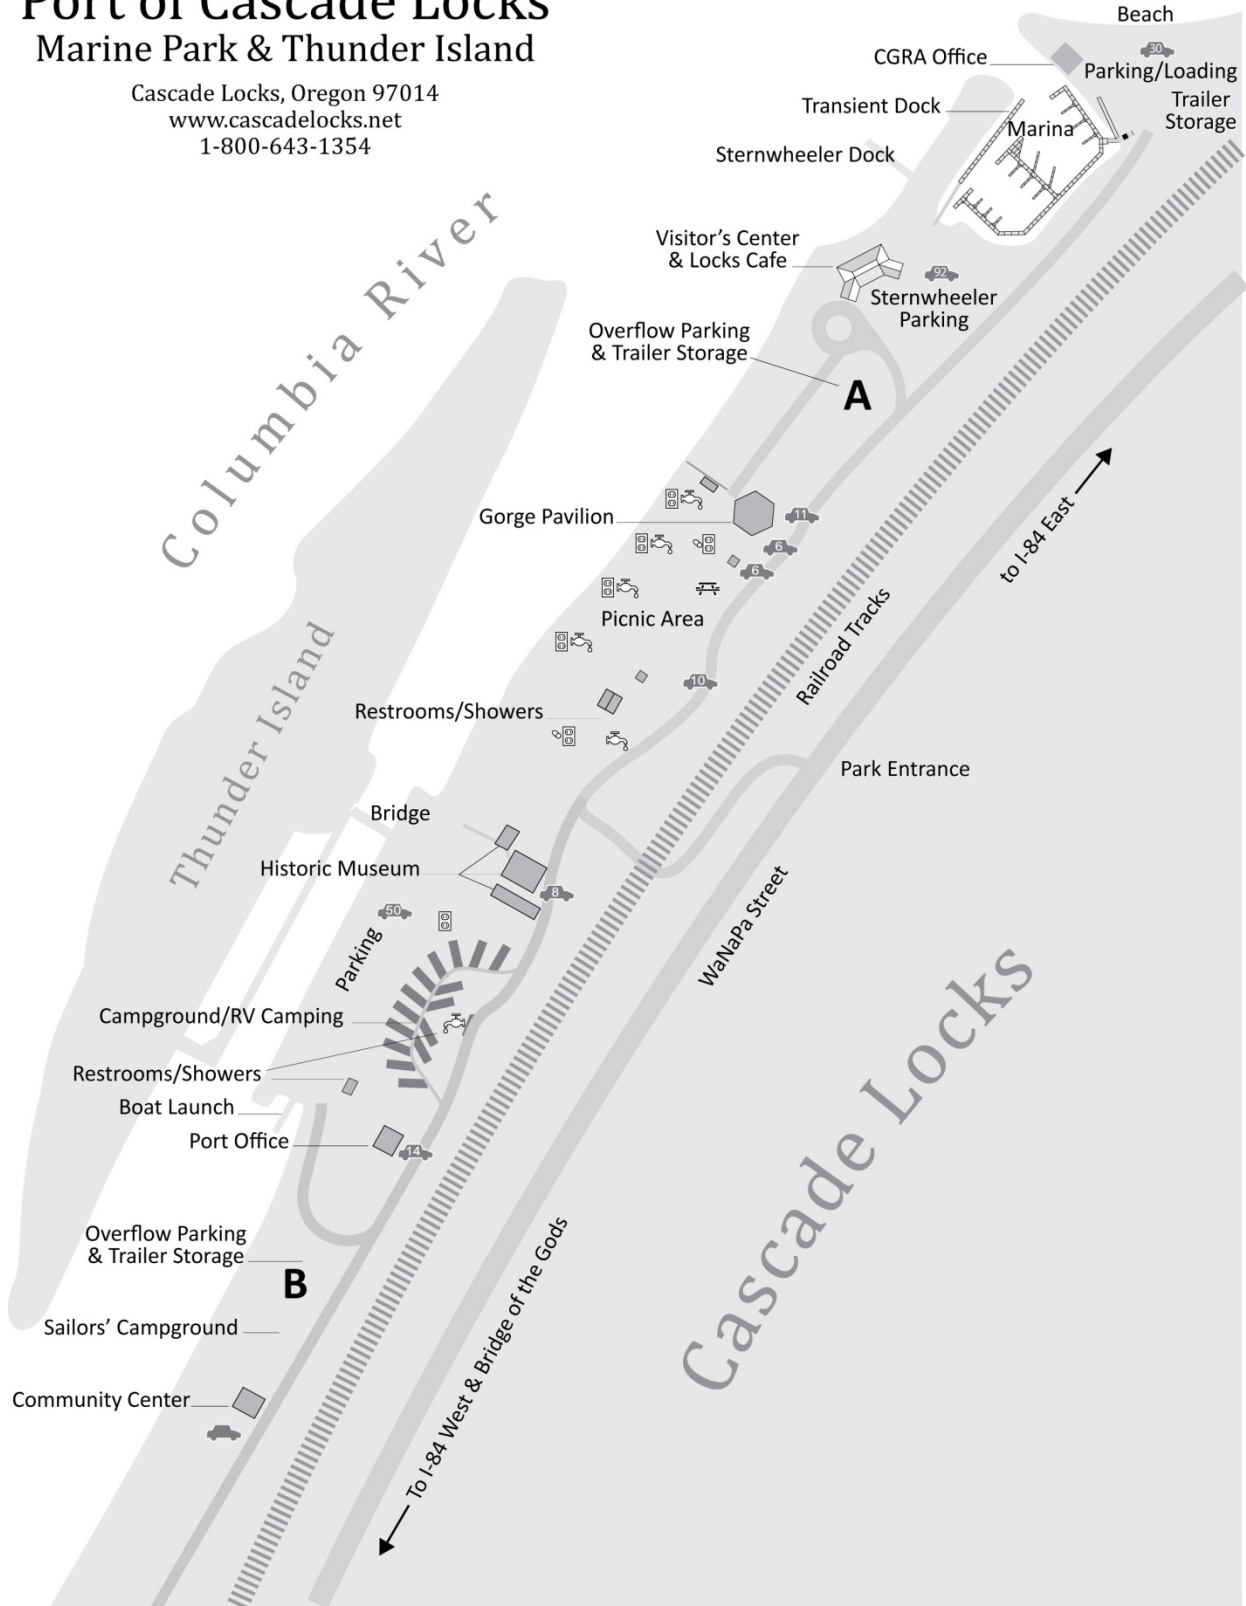 Port of Cascade Locks
Marine Park & Thunder Island
Cascade Locks, Oregon 97014
www.cascadelocks.net
1-800-643-1354
Beach
CGRA Office
30
Parking/Loading
Trailer
Storage
Transient Dock
Marina
Sternwheeler Dock
Visitor's Center
& Locks Cafe
92
Sternwheeler
Parking
Overflow Parking
& Trailer Storage
A
Columbia River
Gorge Pavilion
11
6
6
to I-84 East
Picnic Area
Railroad Tracks
Thunder Island
10
Restrooms/Showers
Park Entrance
Bridge
Historic Museum
8
50
Parking
WaNaPa Street
Campground/RV Camping
Restrooms/Showers
Boat Launch
Port Office
14
Cascade Locks
Overflow Parking
& Trailer Storage
B
To I-84 West & Bridge of the Gods
Sailors' Campground
Community Center